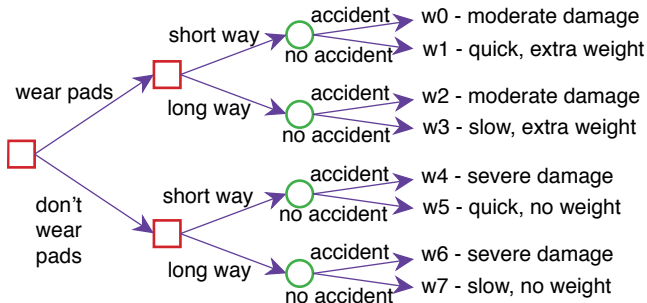 accident
w0 - moderate damage
short way
no accident
w1 - quick, extra weight
wear pads
accident
w2 - moderate damage
long way
no accident
w3 - slow, extra weight
don't
wear
pads
accident
w4 - severe damage
short way
no accident
w5 - quick, no weight
accident
w6 - severe damage
long way
no accident
w7 - slow, no weight